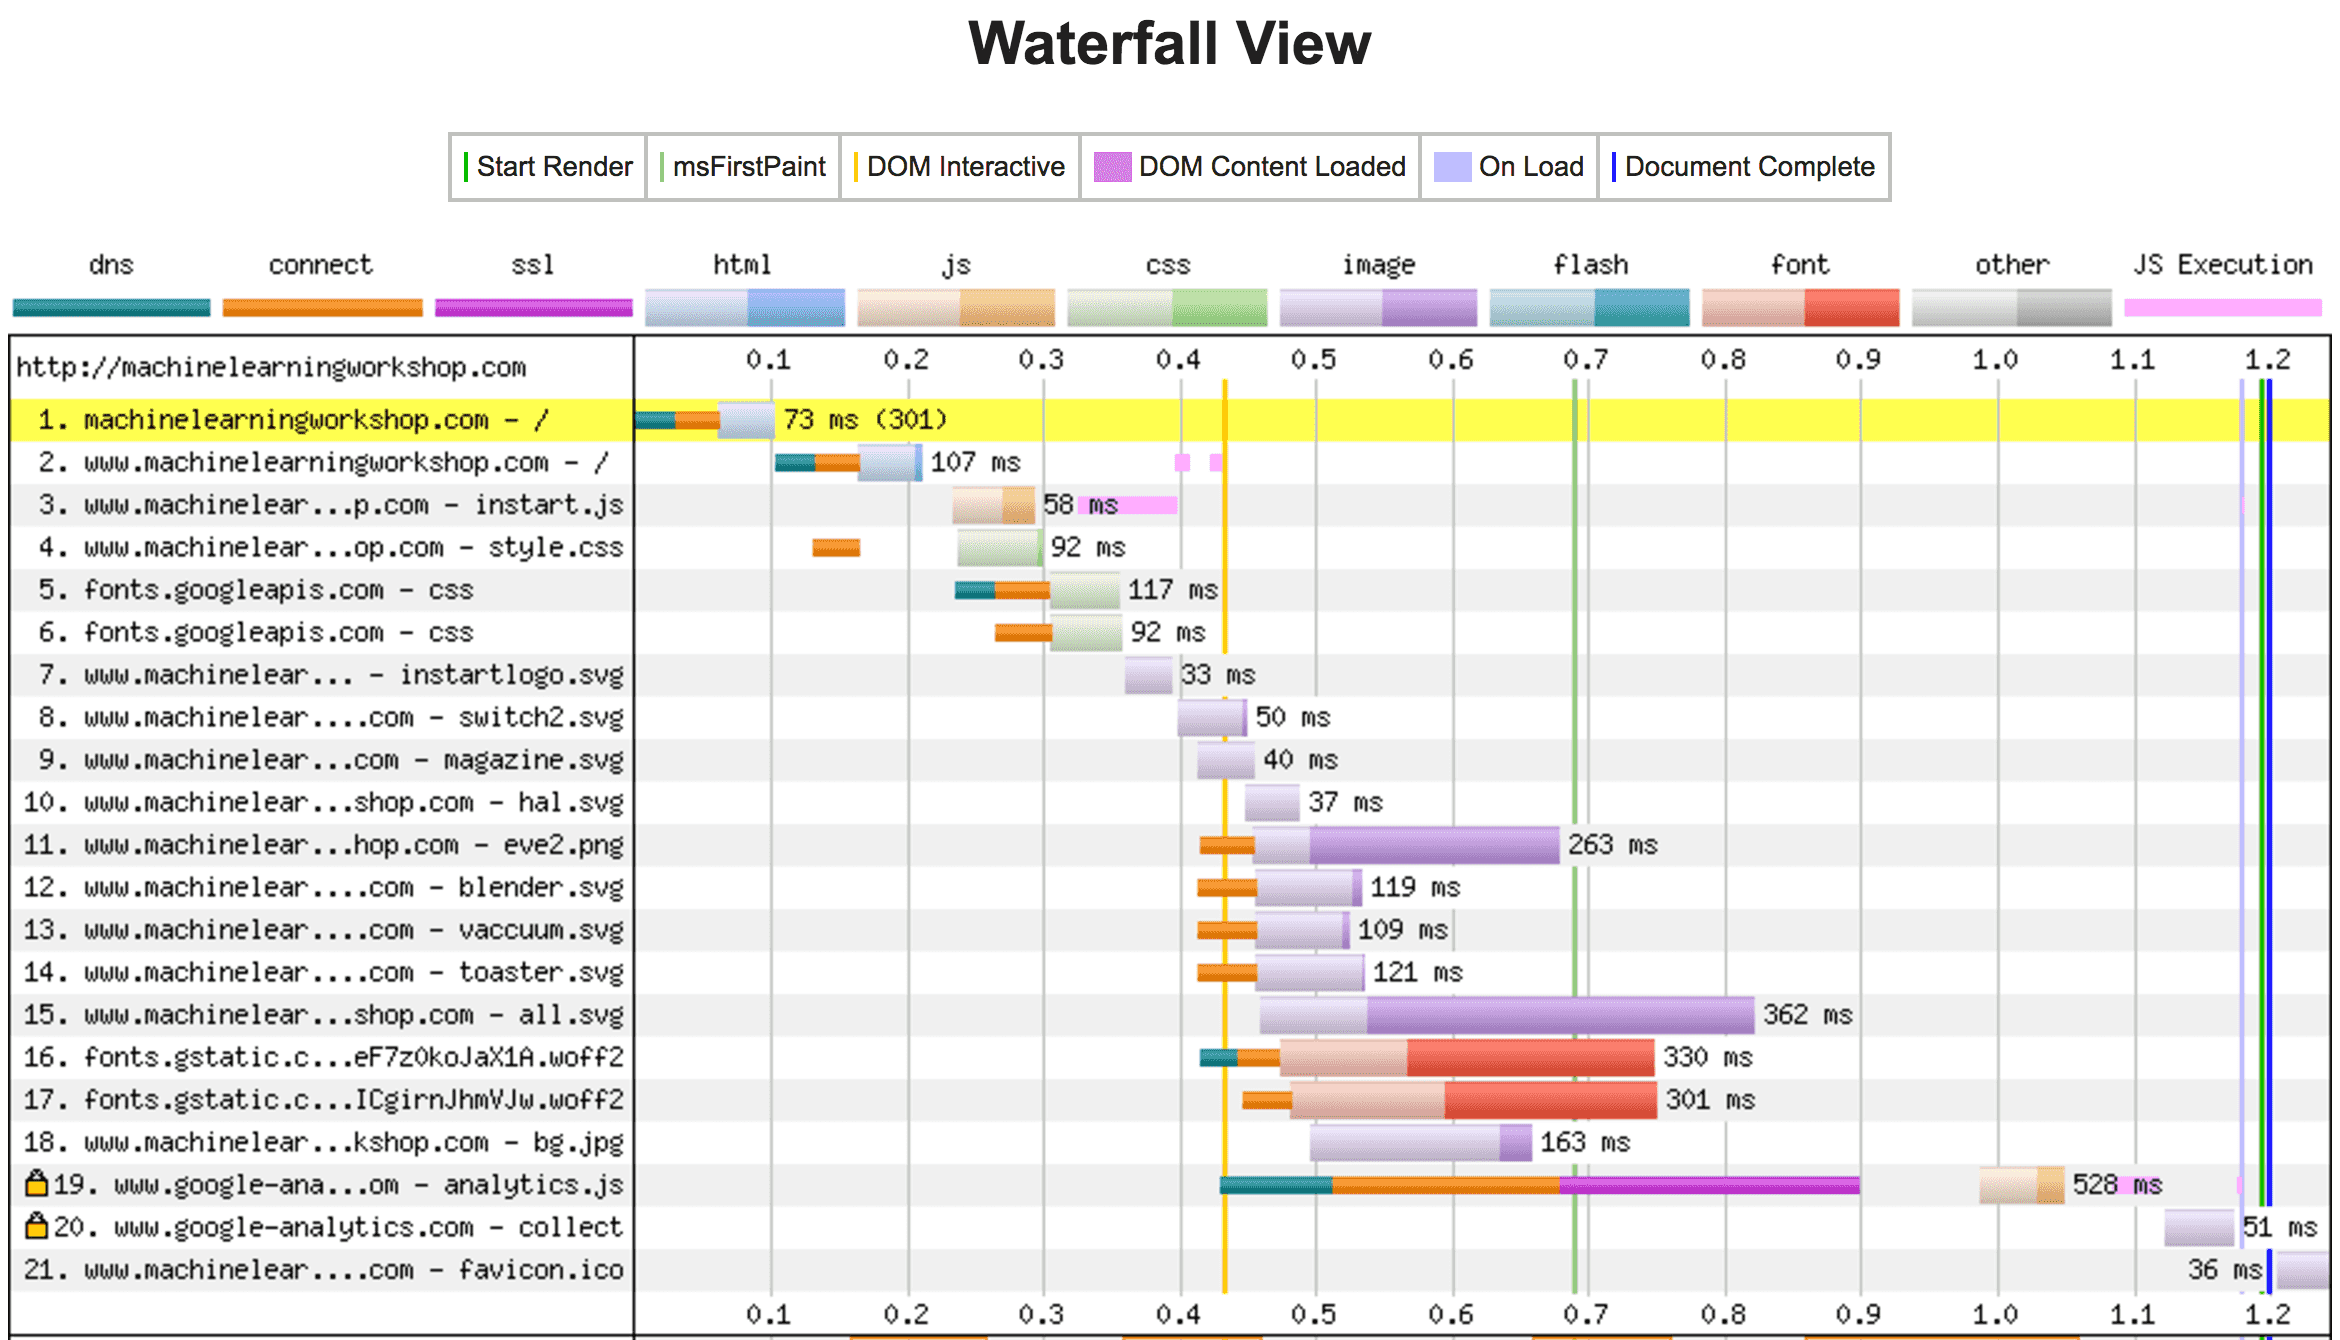 Waterfall View
Start Render msFirstPaint DOM Interactive DOM Content Loaded On Load Document Complete
dns connect ssl html js css image flash font other JS Execution
http://machinelearningworkshop.com 0.1 0.2 0.3 0.4 0.5 0.6 0.7 0.8 0.9 1.0 1.1 1.2
1. machinelearningworkshop.com - / 73 ms (301)
2. www.machinelearningworkshop.com - / 107 ms
3. www.machinelear...p.com - instart.js 58 ms
4. www.machinelear...op.com - style.css 92 ms
5. fonts.googleapis.com - css 117 ms
6. fonts.googleapis.com - css 92 ms
7. www.machinelear... - instartlogo.svg 33 ms
8. www.machinelear....com - switch2.svg 50 ms
9. www.machinelear...com - magazine.svg 40 ms
10. www.machinelear...shop.com - hal.svg 37 ms
11. www.machinelear...hop.com - eve2.png 263 ms
12. www.machinelear....com - blender.svg 119 ms
13. www.machinelear....com - vaccuum.svg 109 ms
14. www.machinelear....com - toaster.svg 121 ms
15. www.machinelear...shop.com - all.svg 362 ms
16. fonts.gstatic.c...eF7z0koJaX1A.woff2 330 ms
17. fonts.gstatic.c...ICgirnJhmVJw.woff2 301 ms
18. www.machinelear...kshop.com - bg.jpg 163 ms
19. www.google-ana...om - analytics.js 528 ms
20. www.google-analytics.com - collect 51 ms
21. www.machinelear....com - favicon.ico 36 ms
0.1 0.2 0.3 0.4 0.5 0.6 0.7 0.8 0.9 1.0 1.1 1.2